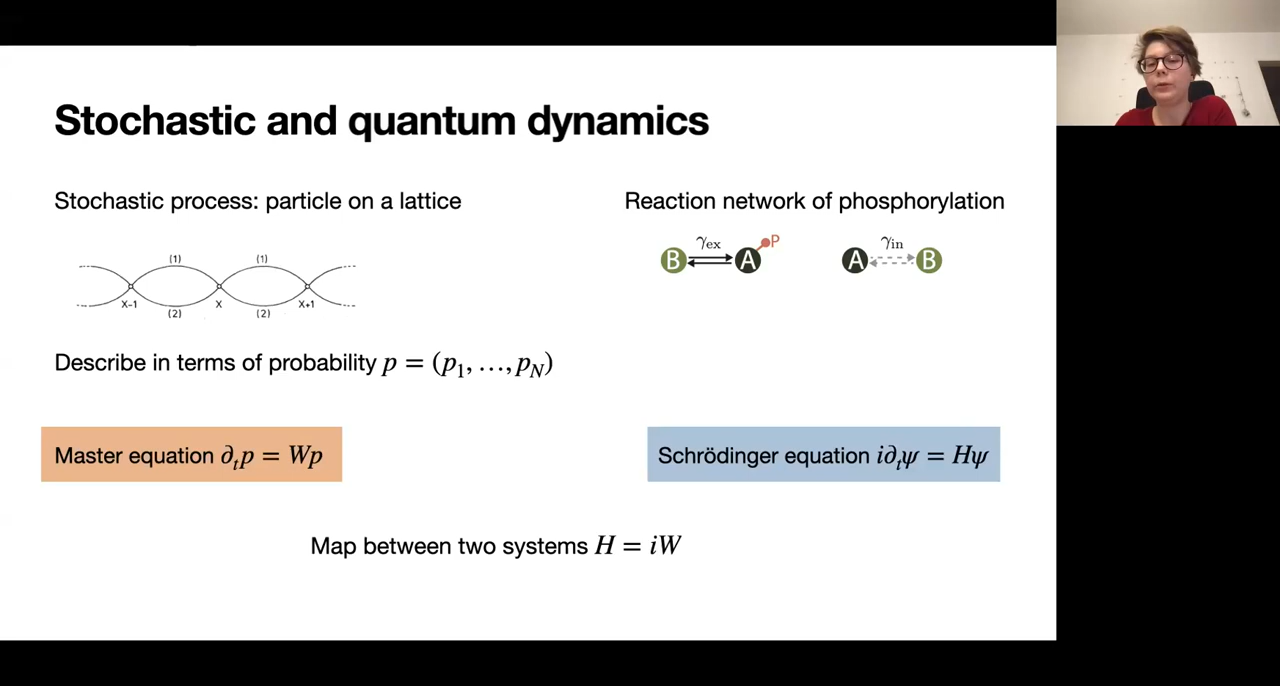 Stochastic and quantum dynamics
Stochastic process: particle on a lattice
Reaction network of phosphorylation
(1) (1)
X−1 X X+1
(2) (2)
B γex A P
A γin B
Describe in terms of probability p = (p₁, …, p_N)
Master equation ∂ₜp = Wp
Schrödinger equation i∂ₜψ = Hψ
Map between two systems H = iW